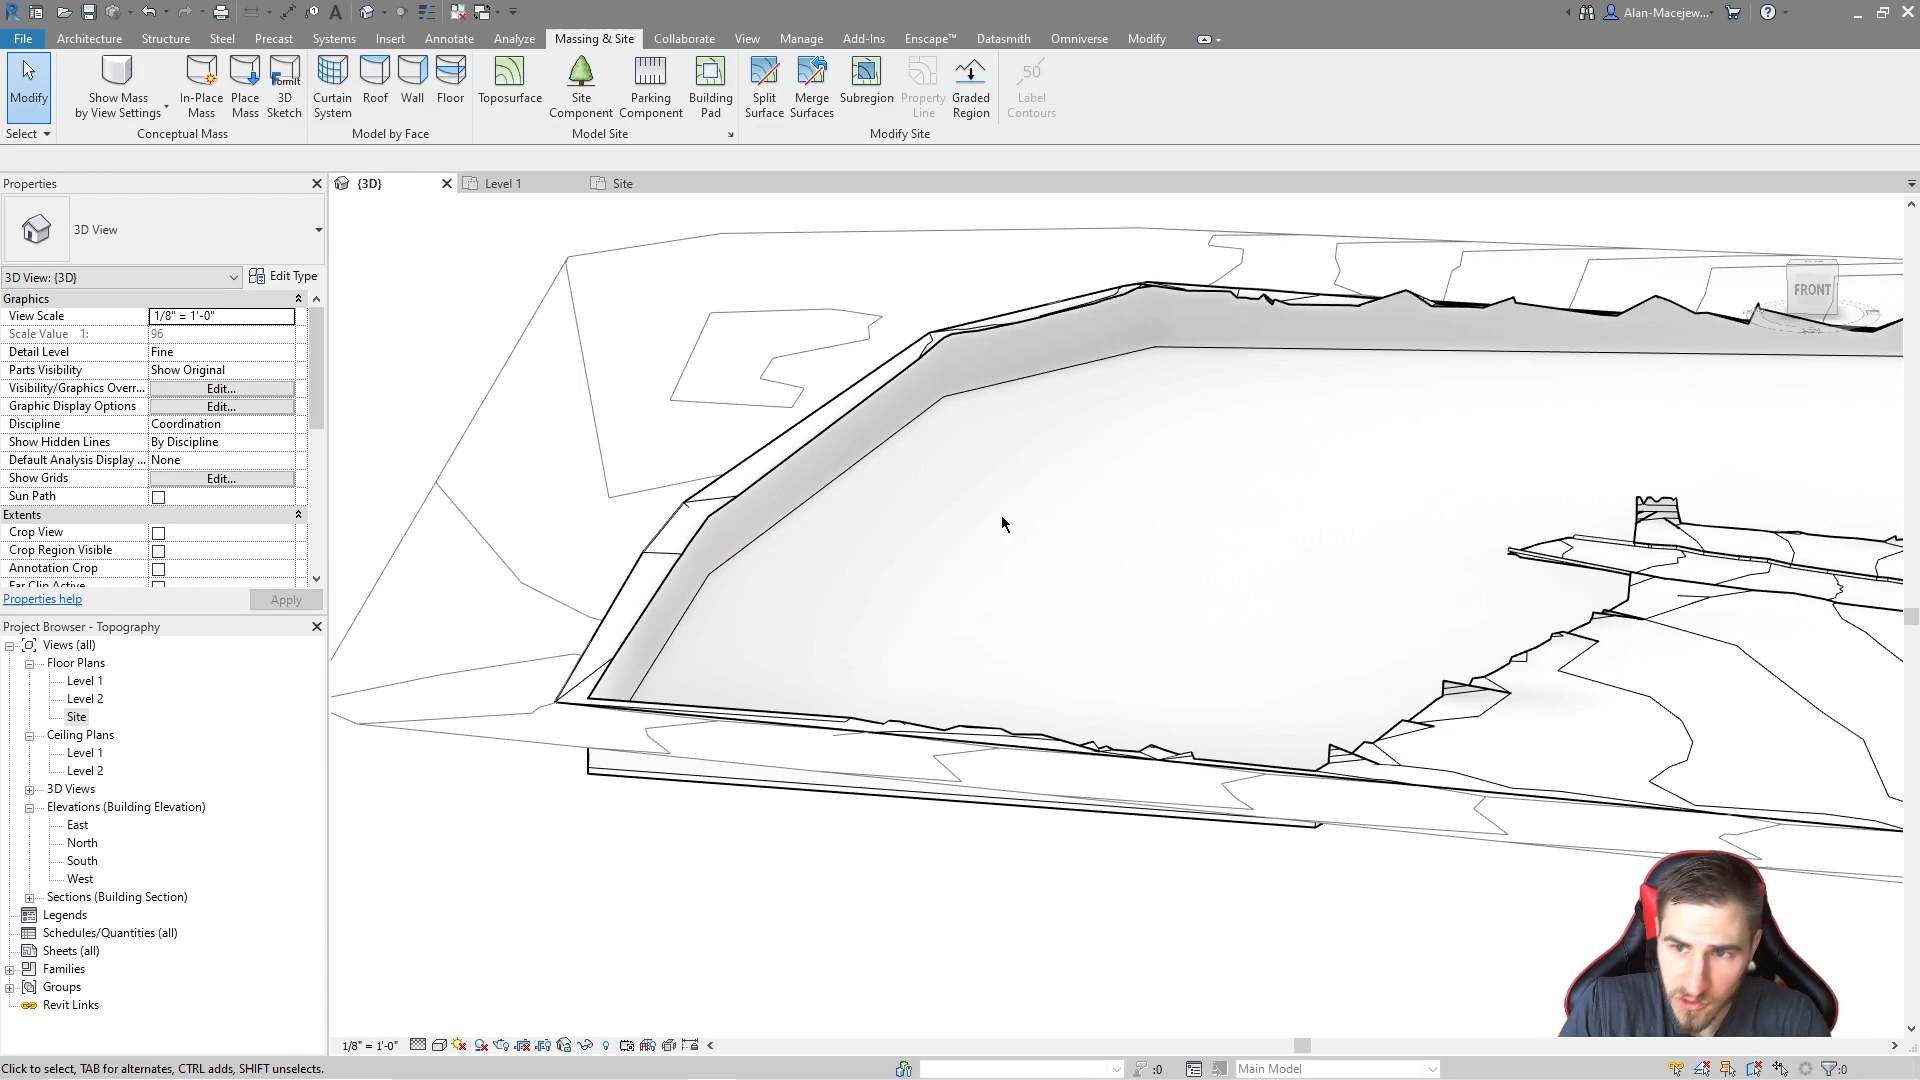 Alan-Macejew...
File Architecture Structure Steel Precast Systems Insert Annotate Analyze Massing & Site Collaborate View Manage Add-Ins Enscape™ Datasmith Omniverse Modify
Modify
Show Mass
by View Settings
In-Place
Mass
Place
Mass
FormIt
3D
Sketch
Curtain
System
Roof
Wall
Floor
Toposurface
Site
Component
Parking
Component
Building
Pad
Split
Surface
Merge
Surfaces
Subregion
Property
Line
Graded
Region
50
Label
Contours
Select
Conceptual Mass
Model by Face
Model Site
Modify Site
Properties
{3D}
Level 1
Site
3D View
3D View: {3D}
Edit Type
Graphics
View Scale 1/8" = 1'-0"
Scale Value 1: 96
Detail Level Fine
Parts Visibility Show Original
Visibility/Graphics Overr... Edit...
Graphic Display Options Edit...
Discipline Coordination
Show Hidden Lines By Discipline
Default Analysis Display ... None
Show Grids Edit...
Sun Path
Extents
Crop View
Crop Region Visible
Annotation Crop
Far Clip Active
Properties help Apply
FRONT
Project Browser - Topography
Views (all)
Floor Plans
Level 1
Level 2
Site
Ceiling Plans
Level 1
Level 2
3D Views
Elevations (Building Elevation)
East
North
South
West
Sections (Building Section)
Legends
Schedules/Quantities (all)
Sheets (all)
Families
Groups
Revit Links
1/8" = 1'-0"
Click to select, TAB for alternates, CTRL adds, SHIFT unselects.
:0
Main Model
:0